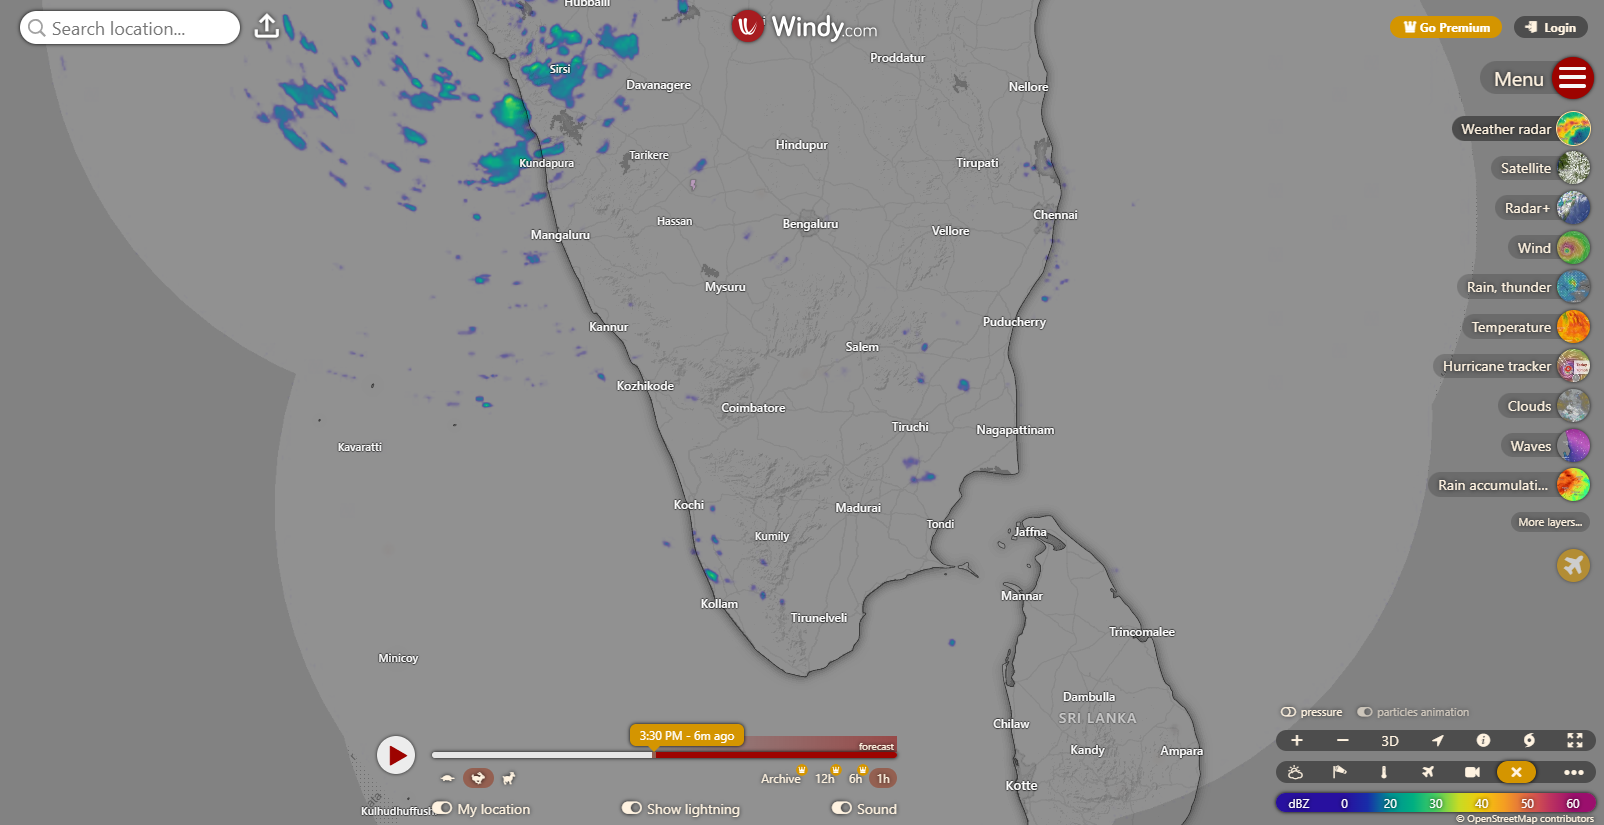 Hubballi
Search location...
Windy.com
Go Premium
Login
Proddatur
Sirsi
Davanagere
Nellore
Menu
Weather radar
Hindupur
Kundapura
Tarikere
Tirupati
Satellite
Radar+
Hassan
Bengaluru
Chennai
Mangaluru
Vellore
Wind
Mysuru
Rain, thunder
Kannur
Puducherry
Temperature
Salem
Hurricane tracker
Kozhikode
Coimbatore
Clouds
Tiruchi
Nagapattinam
Kavaratti
Waves
Rain accumulati...
Kochi
Madurai
Tondi
More layers...
Kumily
Jaffna
Kollam
Tirunelveli
Mannar
Trincomalee
Minicoy
Dambulla
Chilaw
SRI LANKA
pressure
particles animation
3:30 PM - 6m ago
forecast
Kandy
Ampara
3D
Archive
12h
6h
1h
Kotte
Kulhudhuffush
My location
Show lightning
Sound
dBZ 0 20 30 40 50 60
© OpenStreetMap contributors